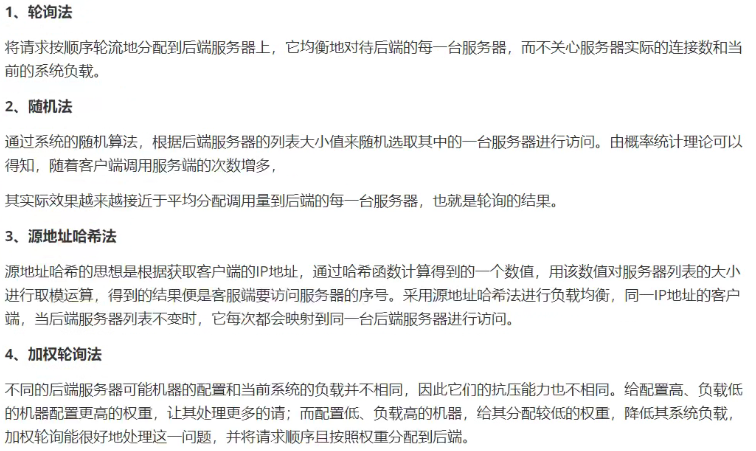 1、轮询法
将请求按顺序轮流地分配到后端服务器上，它均衡地对待后端的每一台服务器，而不关心服务器实际的连接数和当
前的系统负载。
2、随机法
通过系统的随机算法，根据后端服务器的列表大小值来随机选取其中的一台服务器进行访问。由概率统计理论可以
得知，随着客户端调用服务端的次数增多，
其实际效果越来越接近于平均分配调用量到后端的每一台服务器，也就是轮询的结果。
3、源地址哈希法
源地址哈希的思想是根据获取客户端的IP地址，通过哈希函数计算得到的一个数值，用该数值对服务器列表的大小
进行取模运算，得到的结果便是客服端要访问服务器的序号。采用源地址哈希法进行负载均衡，同一IP地址的客户
端，当后端服务器列表不变时，它每次都会映射到同一台后端服务器进行访问。
4、加权轮询法
不同的后端服务器可能机器的配置和当前系统的负载并不相同，因此它们的抗压能力也不相同。给配置高、负载低
的机器配置更高的权重，让其处理更多的请；而配置低、负载高的机器，给其分配较低的权重，降低其系统负载，
加权轮询能很好地处理这一问题，并将请求顺序且按照权重分配到后端。